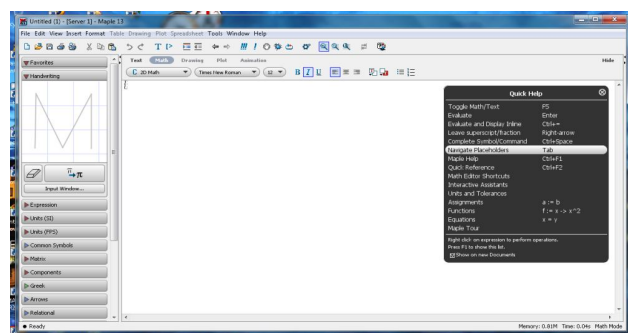 Untitled (1) - [Server 1] - Maple 13
File Edit View Insert Format Table Drawing Plot Spreadsheet Tools Window Help
Favorites
Text Math Drawing Plot Animation Hide
C 2D Math Times New Roman 12 B I U
Handwriting
Input Window...
Expression
Units (SI)
Units (FPS)
Common Symbols
Matrix
Components
Greek
Arrows
Relational
Quick Help
Toggle Math/Text F5
Evaluate Enter
Evaluate and Display Inline Ctrl+=
Leave superscript/fraction Right-arrow
Complete Symbol/Command Ctrl+Space
Navigate Placeholders Tab
Maple Help Ctrl+F1
Quick Reference Ctrl+F2
Math Editor Shortcuts
Interactive Assistants
Units and Tolerances
Assignments a := b
Functions f := x -> x^2
Equations x = y
Maple Tour
Right click on expression to perform operations.
Press F1 to show this list.
Show on new Documents
Ready Memory: 0.81M Time: 0.04s Math Mode